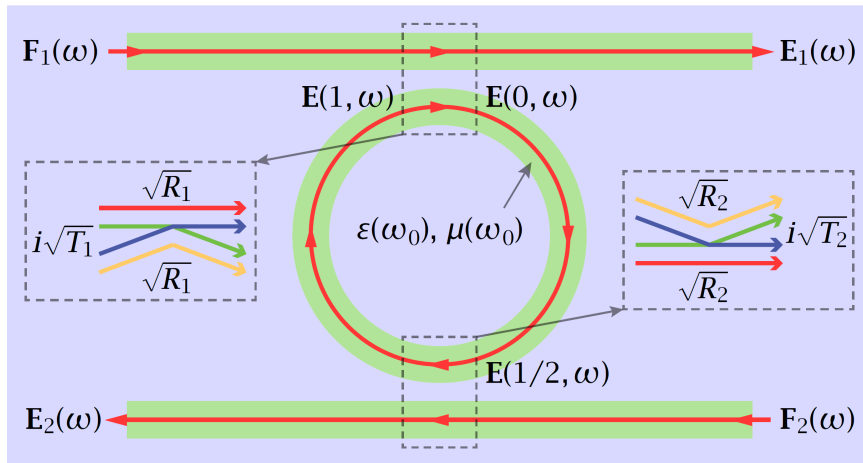 F₁(ω) E₁(ω)
E(1, ω) E(0, ω)
√R₁
i√T₁
√R₁
ε(ω₀), μ(ω₀)
√R₂
i√T₂
√R₂
E(1/2, ω)
E₂(ω) F₂(ω)